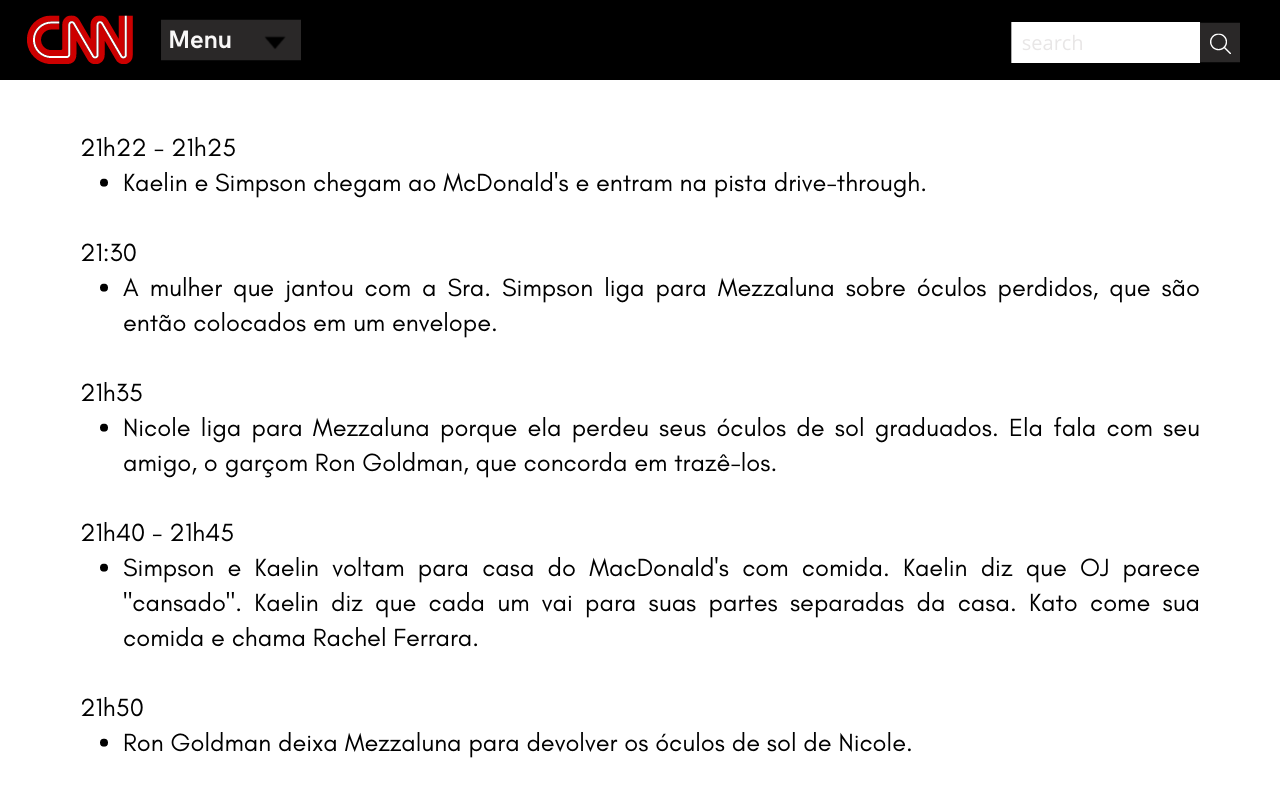 CNN
Menu
search
21h22 - 21h25
• Kaelin e Simpson chegam ao McDonald's e entram na pista drive-through.
21:30
• A mulher que jantou com a Sra. Simpson liga para Mezzaluna sobre óculos perdidos, que são
então colocados em um envelope.
21h35
• Nicole liga para Mezzaluna porque ela perdeu seus óculos de sol graduados. Ela fala com seu
amigo, o garçom Ron Goldman, que concorda em trazê-los.
21h40 - 21h45
• Simpson e Kaelin voltam para casa do MacDonald's com comida. Kaelin diz que OJ parece
"cansado". Kaelin diz que cada um vai para suas partes separadas da casa. Kato come sua
comida e chama Rachel Ferrara.
21h50
• Ron Goldman deixa Mezzaluna para devolver os óculos de sol de Nicole.